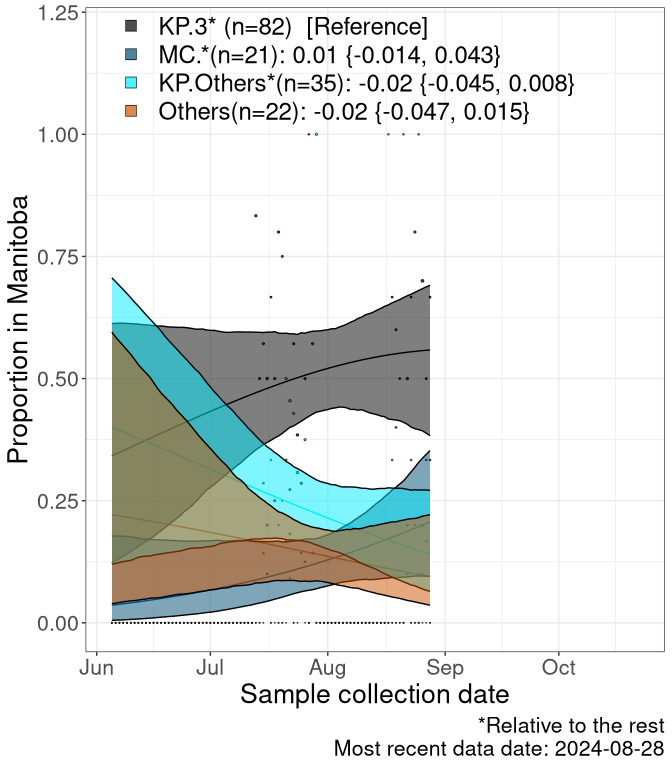 KP.3* (n=82)  [Reference]
MC.*(n=21): 0.01 {-0.014, 0.043}
KP.Others*(n=35): -0.02 {-0.045, 0.008}
Others(n=22): -0.02 {-0.047, 0.015}
1.25
1.00
0.75
0.50
0.25
0.00
Proportion in Manitoba
Jun Jul Aug Sep Oct
Sample collection date
*Relative to the rest
Most recent data date: 2024-08-28